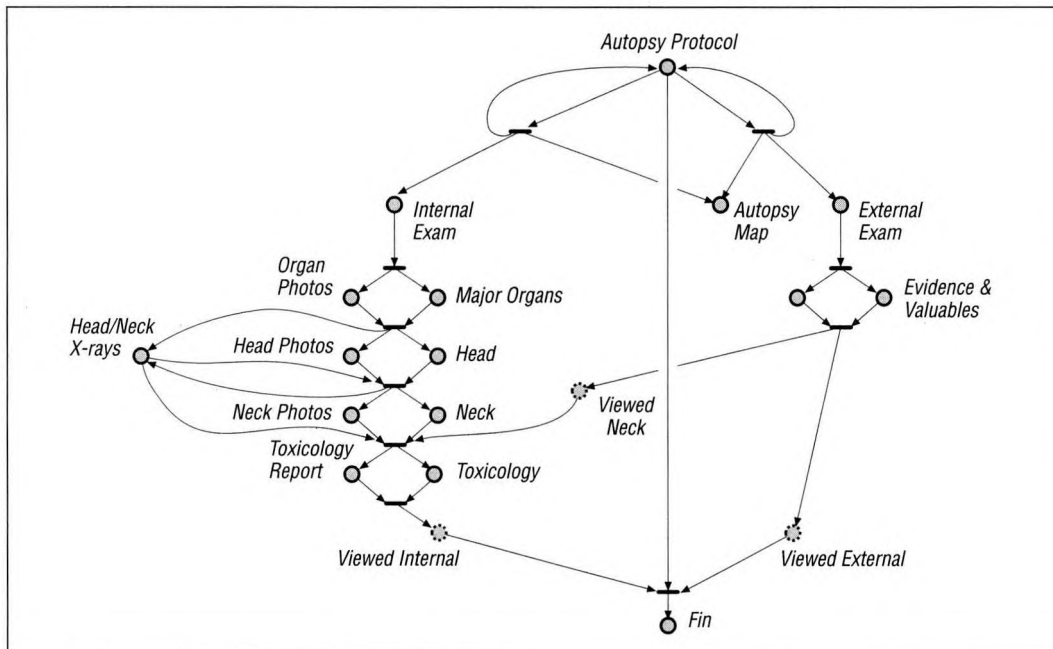 Autopsy Protocol
Internal
Exam
Autopsy
Map
External
Exam
Organ
Photos
Major Organs
Evidence &
Valuables
Head/Neck
X-rays
Head Photos
Head
Viewed
Neck
Neck Photos
Neck
Toxicology
Report
Toxicology
Viewed Internal
Viewed External
Fin